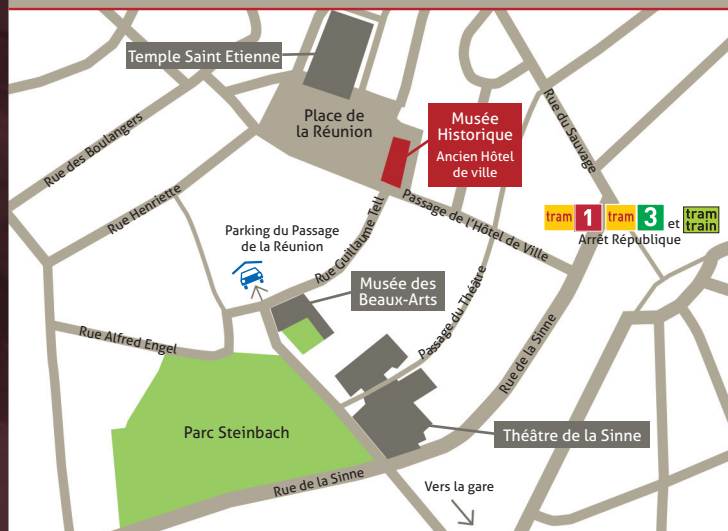 Temple Saint Etienne
Place de
la Réunion
Musée
Historique
Ancien Hôtel
de ville
Rue du Sauvage
Rue des Boulangers
Rue Henriette
Passage de l'Hôtel de Ville
tram 1 tram 3 et tram
train
Arrêt République
Parking du Passage
de la Réunion
Rue Guillaume Tell
Musée des
Beaux-Arts
Passage du Théâtre
Rue de la Sinne
Rue Alfred Engel
Parc Steinbach
Théâtre de la Sinne
Rue de la Sinne
Vers la gare